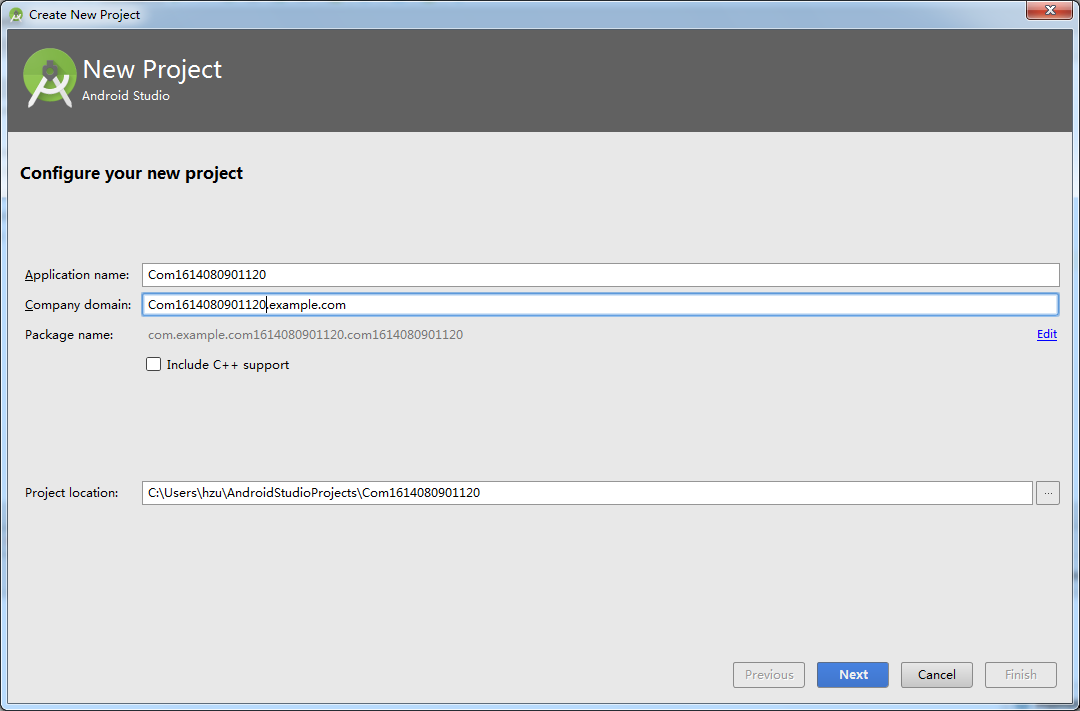 Create New Project
New Project
Android Studio
Configure your new project
Application name: Com1614080901120
Company domain: Com1614080901120.example.com
Package name: com.example.com1614080901120.com1614080901120 Edit
Include C++ support
Project location: C:\Users\hzu\AndroidStudioProjects\Com1614080901120 ...
Previous Next Cancel Finish